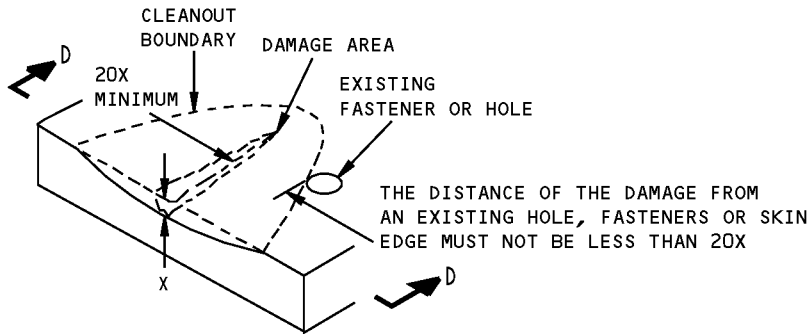 CLEANOUT
BOUNDARY
DAMAGE AREA
D
20X
MINIMUM
EXISTING
FASTENER OR HOLE
THE DISTANCE OF THE DAMAGE FROM
AN EXISTING HOLE, FASTENERS OR SKIN
EDGE MUST NOT BE LESS THAN 20X
X
D